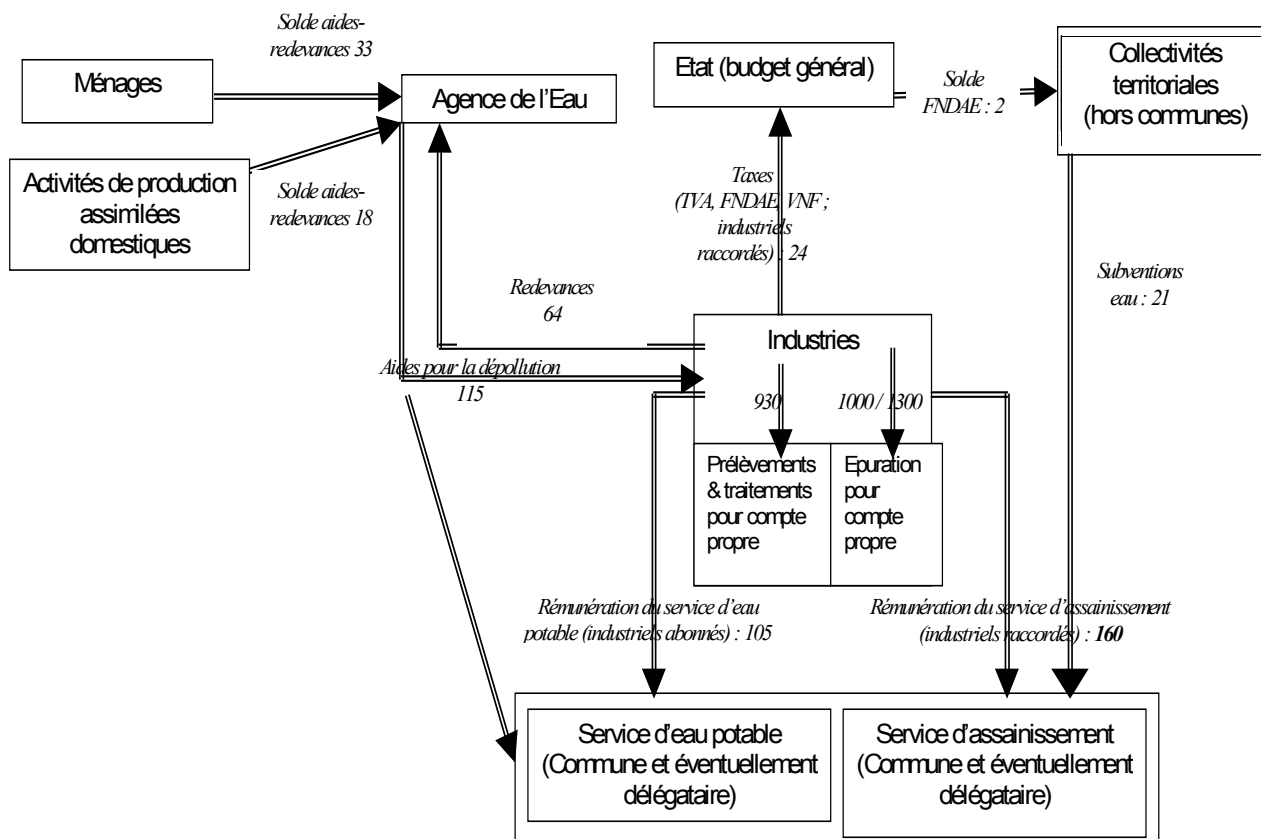 Solde aides-
redevances 33
Ménages
Agence de l'Eau
Etat (budget général)
Solde
FNDAE : 2
Collectivités
territoriales
(hors communes)
Activités de production
assimilées
domestiques
Solde aides-
redevances 18
Taxes
(TVA, FNDAE, VNF ;
industriels
raccordés) : 24
Subventions
eau : 21
Redevances
64
Industries
Aides pour la dépollution
115
930
1000 / 1300
Prélèvements
& traitements
pour compte
propre
Epuration
pour
compte
propre
Rémunération du service d'eau
potable (industriels abonnés) : 105
Rémunération du service d'assainissement
(industriels raccordés) : 160
Service d'eau potable
(Commune et éventuellement
délégataire)
Service d'assainissement
(Commune et éventuellement
délégataire)